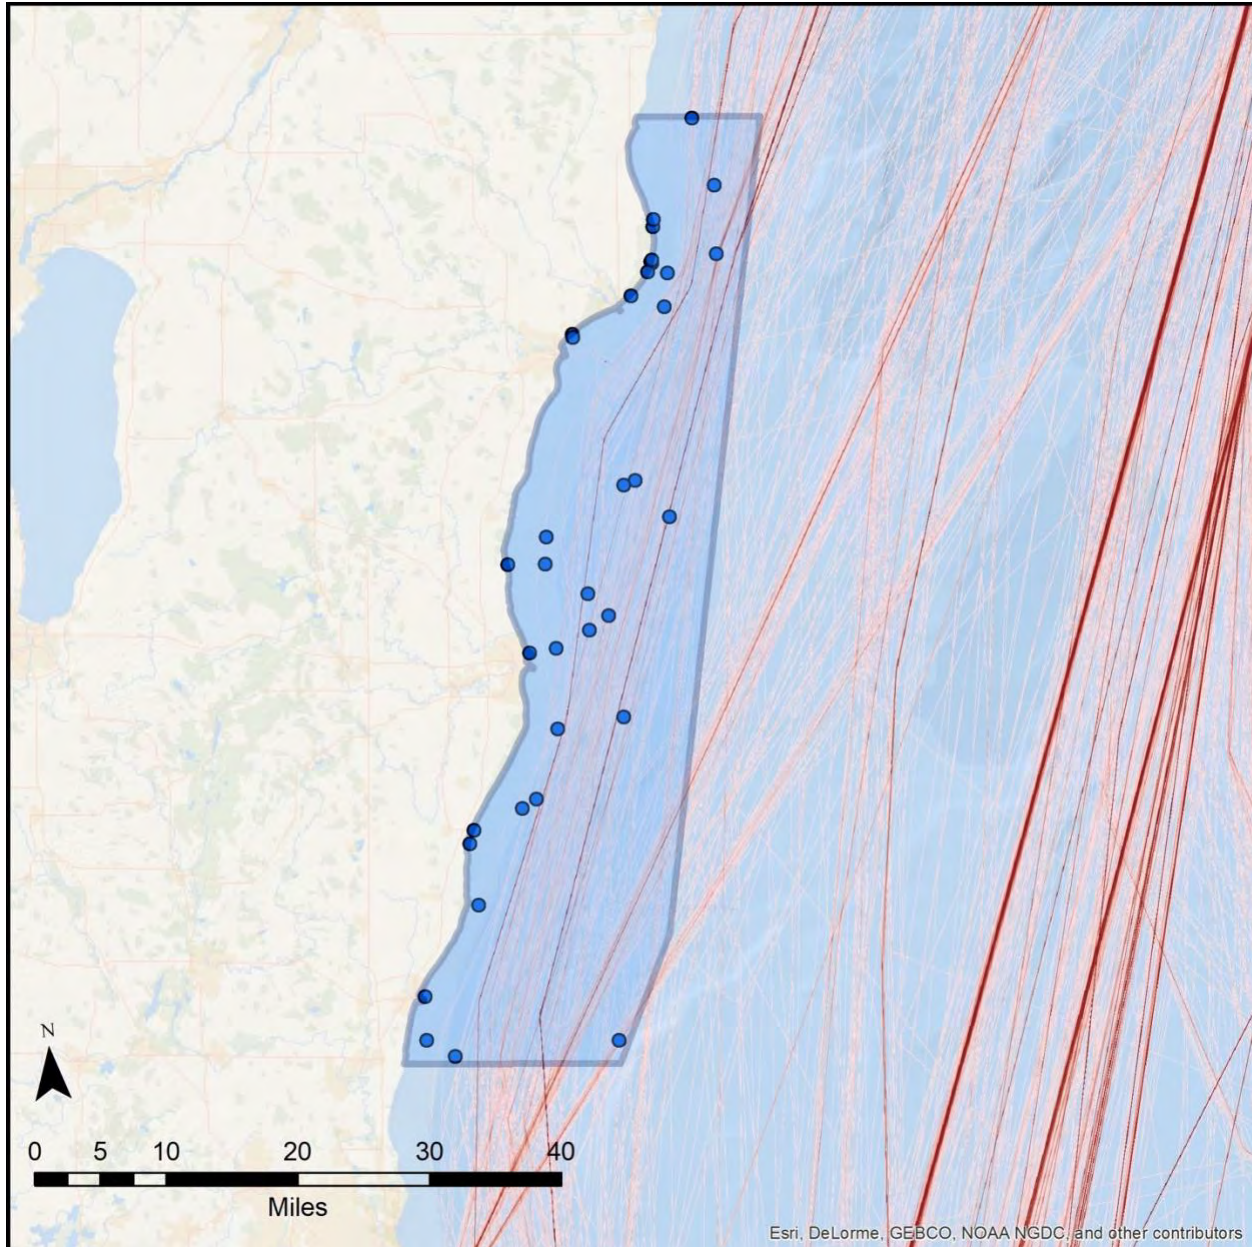 N
0 5 10 20 30 40
Miles
Esri, DeLorme, GEBCO, NOAA NGDC, and other contributors